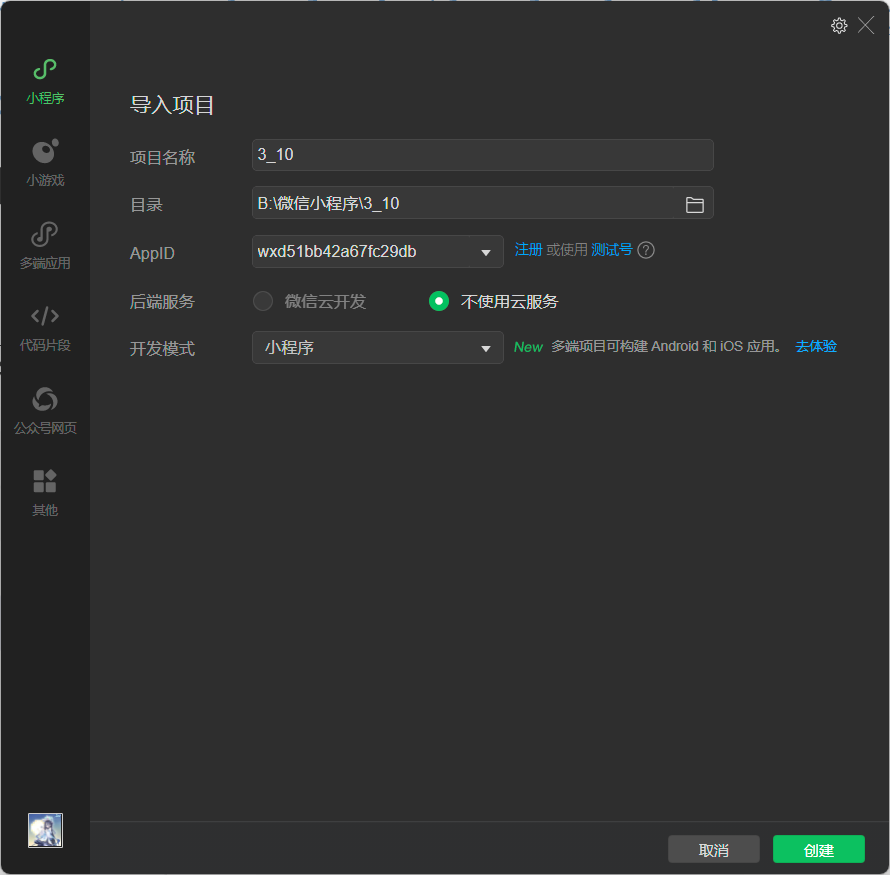 小程序
小游戏
多端应用
代码片段
公众号网页
其他
导入项目
项目名称 3_10
目录 B:\微信小程序\3_10
AppID wxd51bb42a67fc29db 注册 或使用 测试号 ?
后端服务 微信云开发 不使用云服务
开发模式 小程序 New 多端项目可构建 Android 和 iOS 应用。 去体验
取消 创建